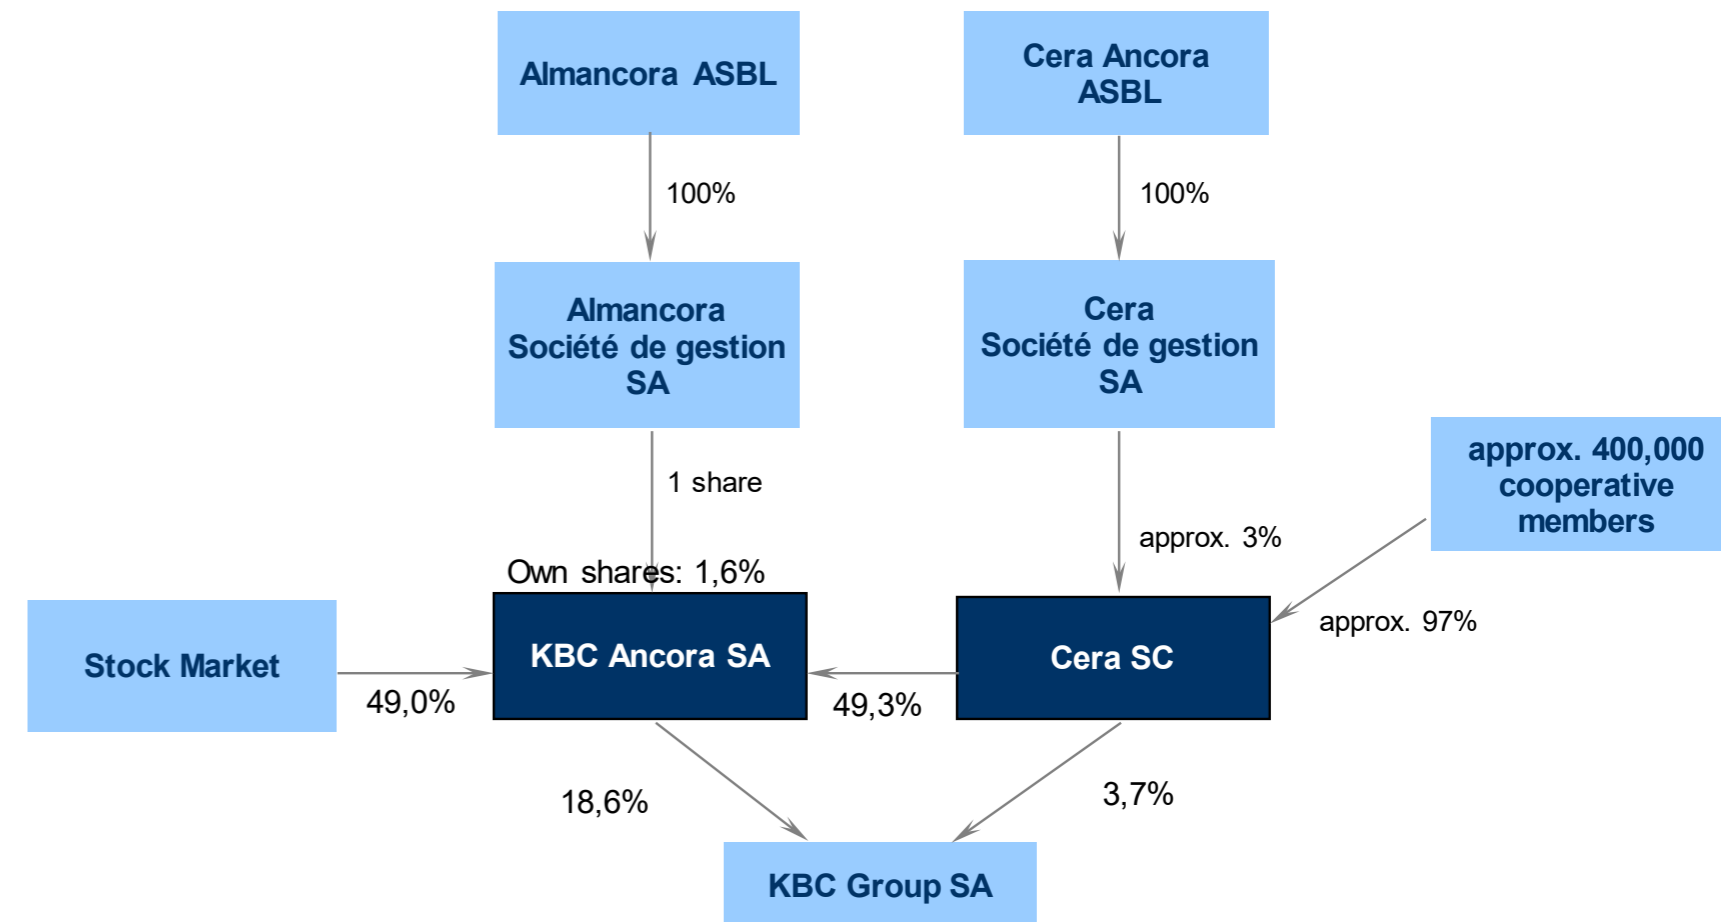 Almancora ASBL
Cera Ancora
ASBL
100%
100%
Almancora
Société de gestion
SA
Cera
Société de gestion
SA
approx. 400,000
cooperative
members
1 share
approx. 3%
Own shares: 1,6%
approx. 97%
Stock Market
KBC Ancora SA
Cera SC
49,0%
49,3%
18,6%
3,7%
KBC Group SA